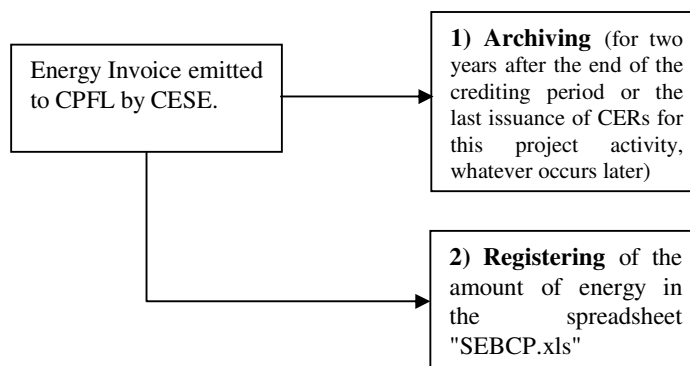 Energy Invoice emitted
to CPFL by CESE.
1) Archiving (for two
years after the end of the
crediting period or the
last issuance of CERs for
this project activity,
whatever occurs later)
2) Registering of the
amount of energy in
the spreadsheet
"SEBCP.xls"